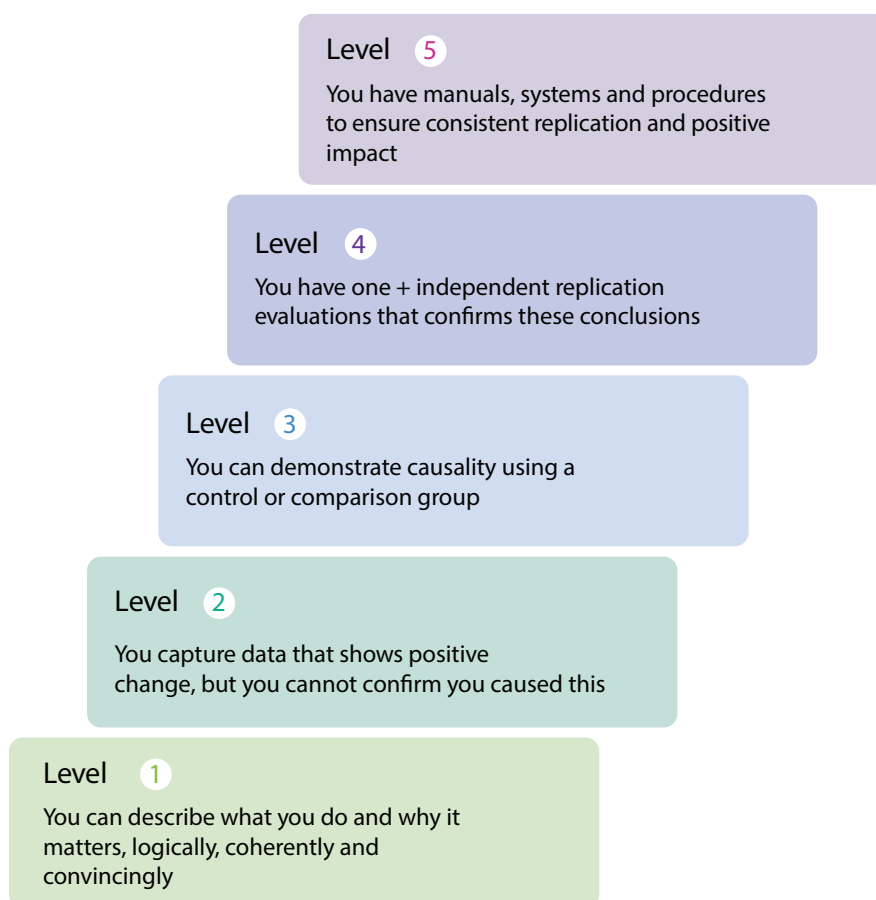 Level 5
You have manuals, systems and procedures
to ensure consistent replication and positive
impact
Level 4
You have one + independent replication
evaluations that confirms these conclusions
Level 3
You can demonstrate causality using a
control or comparison group
Level 2
You capture data that shows positive
change, but you cannot confirm you caused this
Level 1
You can describe what you do and why it
matters, logically, coherently and
convincingly